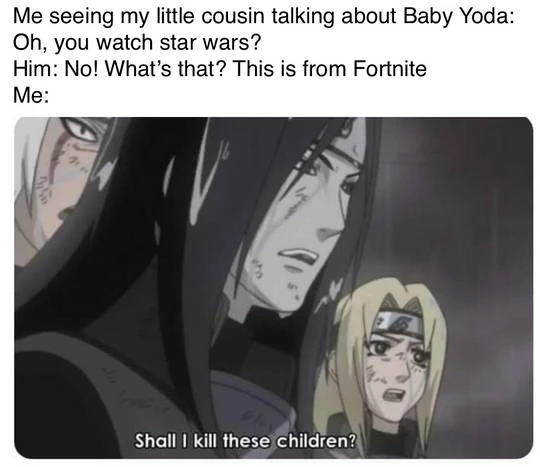 Me seeing my little cousin talking about Baby Yoda:
Oh, you watch star wars?
Him: No! What’s that? This is from Fortnite
Me:
Shall I kill these children?